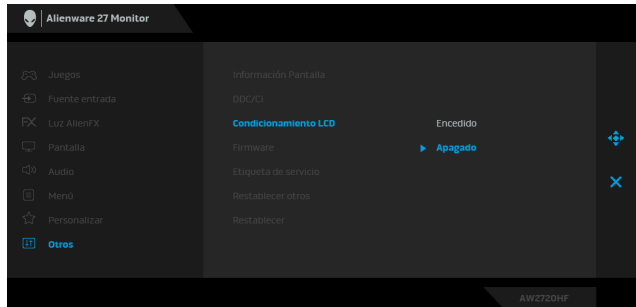 Alienware 27 Monitor
Juegos
Información Pantalla
Fuente entrada
DDC/CI
FX Luz AlienFX
Condicionamiento LCD
Encedido
Pantalla
Firmware
Apagado
Audio
Etiqueta de servicio
Menú
Restablecer otros
Personalizar
Restablecer
Otros
AW2720HF